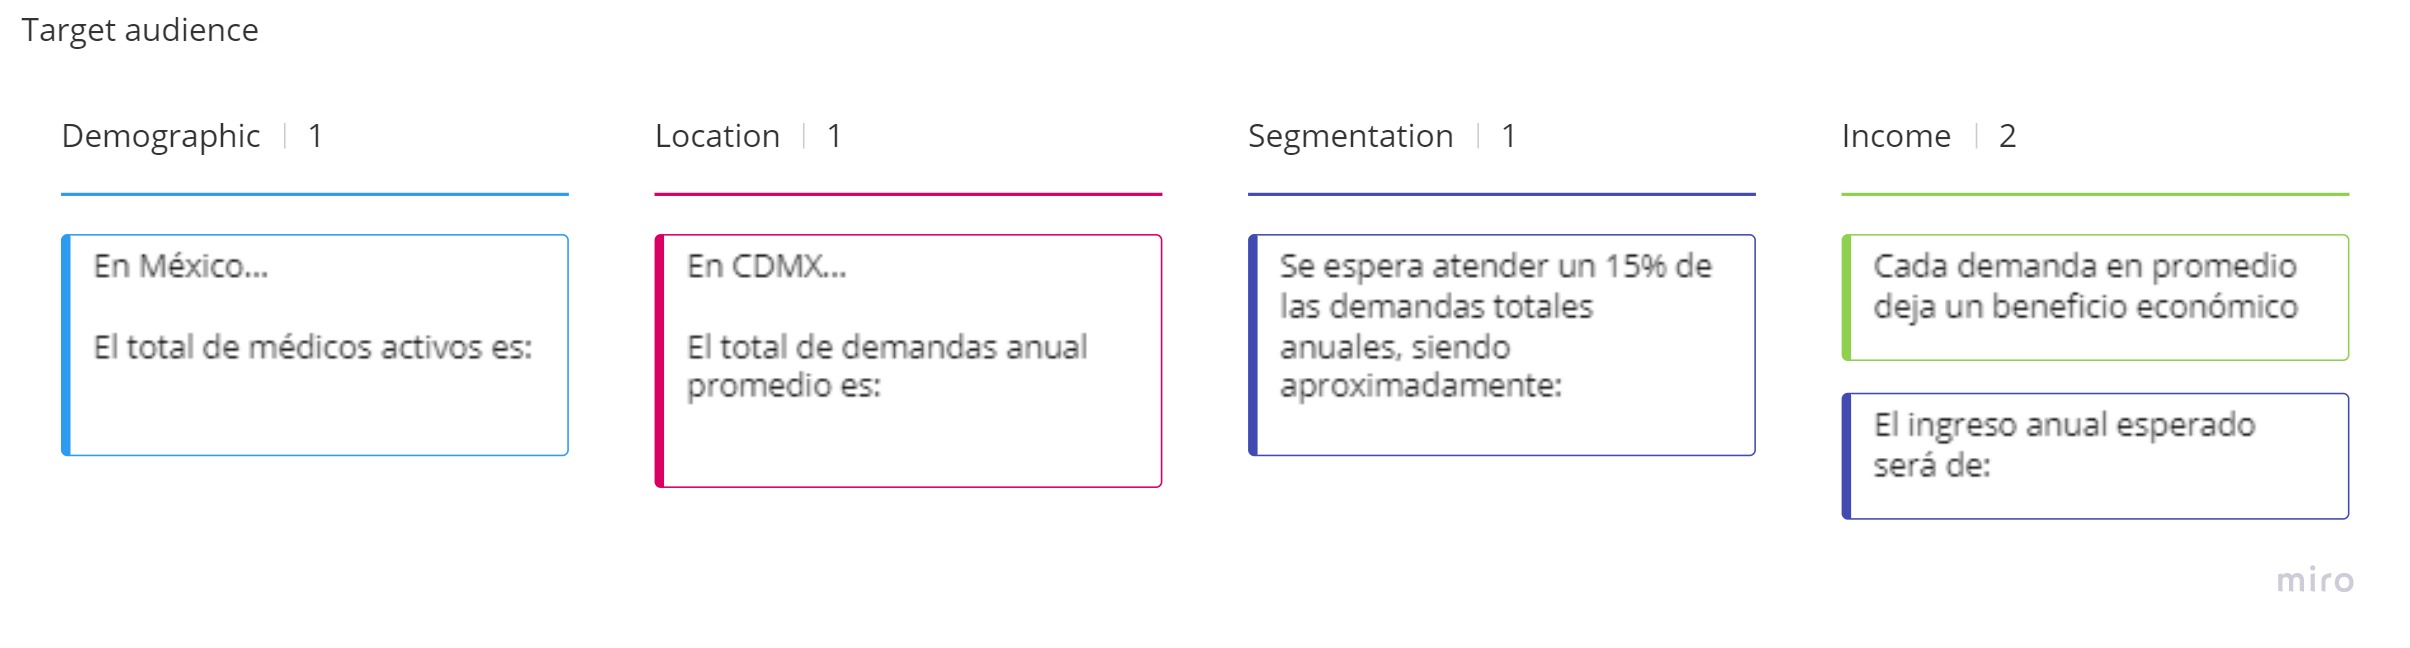 Target audience
Demographic | 1
En México...
El total de médicos activos es:
Location | 1
En CDMX...
El total de demandas anual
promedio es:
Segmentation | 1
Se espera atender un 15% de
las demandas totales
anuales, siendo
aproximadamente:
Income | 2
Cada demanda en promedio
deja un beneficio económico
El ingreso anual esperado
será de:
miro